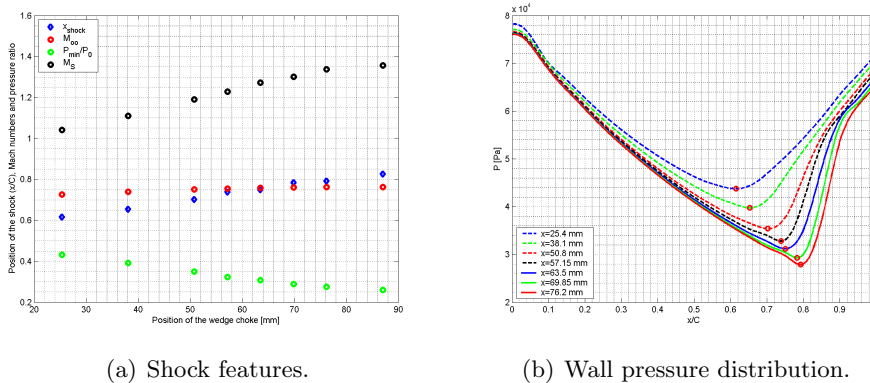 1.6
1.4
1.2
1
0.8
0.6
0.4
0.2
20
30
40
50
60
70
80
90
Position of the shock (x/C), Mach numbers and pressure ratio
Position of the wedge choke [mm]
x_shock
M_oo
P_min/P_0
M_S
(a) Shock features.
x 10^4
8
7
6
5
4
3
2
0
0.1
0.2
0.3
0.4
0.5
0.6
0.7
0.8
0.9
P [Pa]
x/C
x=25.4 mm
x=38.1 mm
x=50.8 mm
x=57.15 mm
x=63.5 mm
x=69.85 mm
x=76.2 mm
(b) Wall pressure distribution.